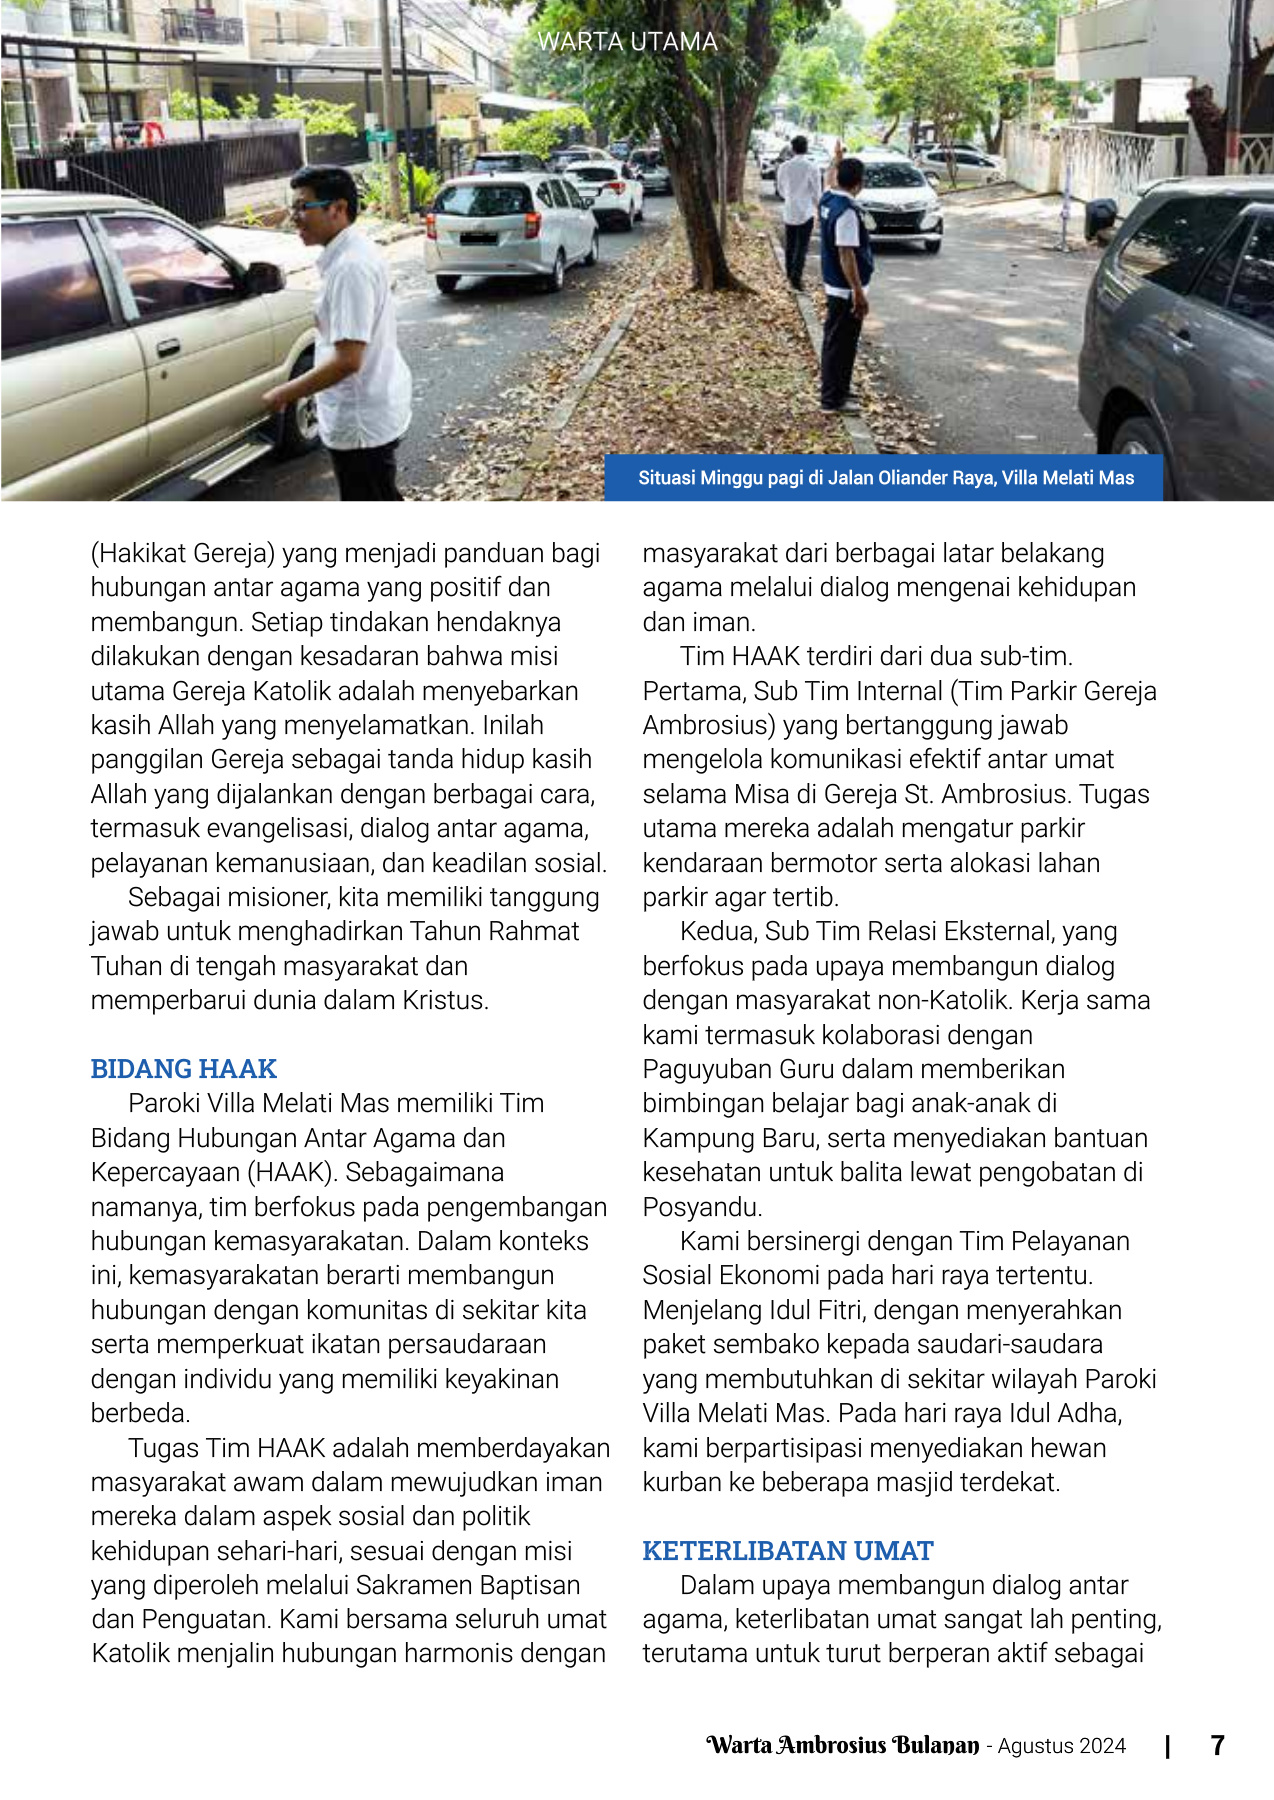 WARTA UTAMA
Situasi Minggu pagi di Jalan Oliander Raya, Villa Melati Mas
(Hakikat Gereja) yang menjadi panduan bagi
hubungan antar agama yang positif dan
membangun. Setiap tindakan hendaknya
dilakukan dengan kesadaran bahwa misi
utama Gereja Katolik adalah menyebarkan
kasih Allah yang menyelamatkan. Inilah
panggilan Gereja sebagai tanda hidup kasih
Allah yang dijalankan dengan berbagai cara,
termasuk evangelisasi, dialog antar agama,
pelayanan kemanusiaan, dan keadilan sosial.
Sebagai misioner, kita memiliki tanggung
jawab untuk menghadirkan Tahun Rahmat
Tuhan di tengah masyarakat dan
memperbarui dunia dalam Kristus.
BIDANG HAAK
Paroki Villa Melati Mas memiliki Tim
Bidang Hubungan Antar Agama dan
Kepercayaan (HAAK). Sebagaimana
namanya, tim berfokus pada pengembangan
hubungan kemasyarakatan. Dalam konteks
ini, kemasyarakatan berarti membangun
hubungan dengan komunitas di sekitar kita
serta memperkuat ikatan persaudaraan
dengan individu yang memiliki keyakinan
berbeda.
Tugas Tim HAAK adalah memberdayakan
masyarakat awam dalam mewujudkan iman
mereka dalam aspek sosial dan politik
kehidupan sehari-hari, sesuai dengan misi
yang diperoleh melalui Sakramen Baptisan
dan Penguatan. Kami bersama seluruh umat
Katolik menjalin hubungan harmonis dengan
masyarakat dari berbagai latar belakang
agama melalui dialog mengenai kehidupan
dan iman.
Tim HAAK terdiri dari dua sub-tim.
Pertama, Sub Tim Internal (Tim Parkir Gereja
Ambrosius) yang bertanggung jawab
mengelola komunikasi efektif antar umat
selama Misa di Gereja St. Ambrosius. Tugas
utama mereka adalah mengatur parkir
kendaraan bermotor serta alokasi lahan
parkir agar tertib.
Kedua, Sub Tim Relasi Eksternal, yang
berfokus pada upaya membangun dialog
dengan masyarakat non-Katolik. Kerja sama
kami termasuk kolaborasi dengan
Paguyuban Guru dalam memberikan
bimbingan belajar bagi anak-anak di
Kampung Baru, serta menyediakan bantuan
kesehatan untuk balita lewat pengobatan di
Posyandu.
Kami bersinergi dengan Tim Pelayanan
Sosial Ekonomi pada hari raya tertentu.
Menjelang Idul Fitri, dengan menyerahkan
paket sembako kepada saudari-saudara
yang membutuhkan di sekitar wilayah Paroki
Villa Melati Mas. Pada hari raya Idul Adha,
kami berpartisipasi menyediakan hewan
kurban ke beberapa masjid terdekat.
KETERLIBATAN UMAT
Dalam upaya membangun dialog antar
agama, keterlibatan umat sangat lah penting,
terutama untuk turut berperan aktif sebagai
Warta Ambrosius Bulanan - Agustus 2024 | 7